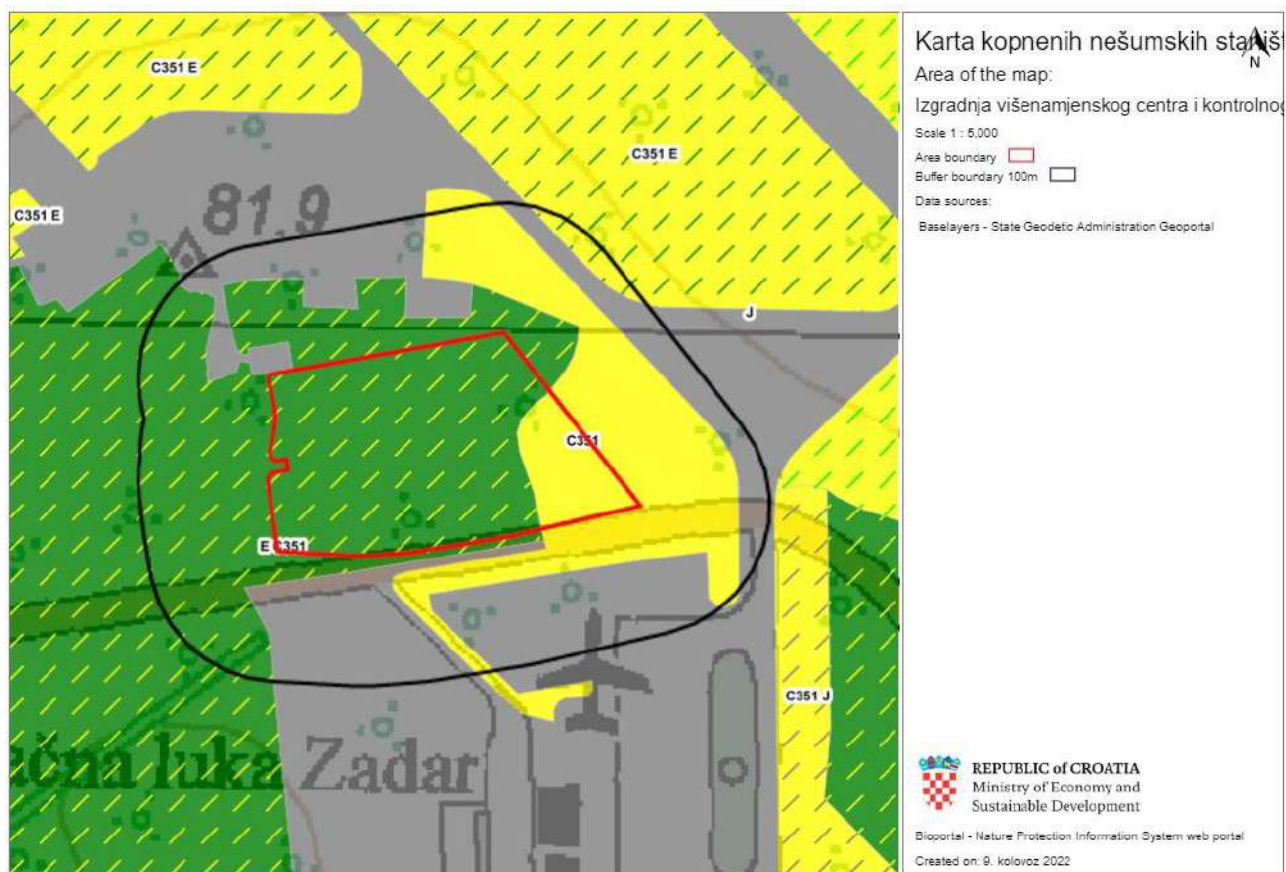 C351 E
C351 E
C351 E
81.9
J
C351
E C351
C351 J
ačna luka Zadar
Karta kopnenih nešumskih
N
Area of the map:
Izgradnja višenamjenskog centra i kontrolnog
Scale 1 : 5,000
Area boundary
Buffer boundary 100m
Data sources:
Baselayers - State Geodetic Administration Geoportal
REPUBLIC of CROATIA
Ministry of Economy and
Sustainable Development
Bioportal - Nature Protection Information System web portal
Created on: 9. kolovoz 2022